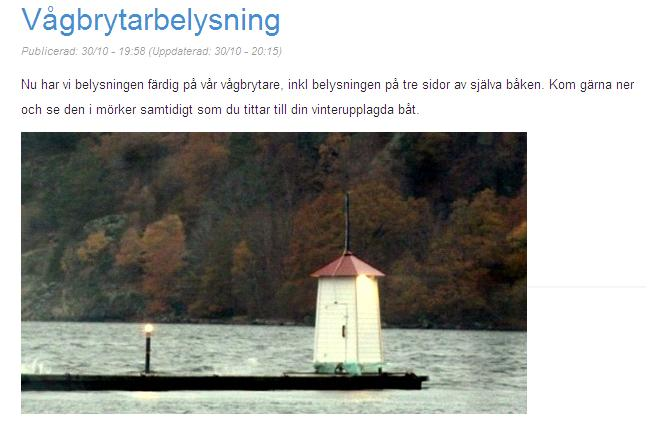 Vågbrytarbelysning
Publicerad: 30/10 - 19:58 (Uppdaterad: 30/10 - 20:15)
Nu har vi belysningen färdig på vår vågbrytare, inkl belysningen på tre sidor av själva båken. Kom gärna ner
och se den i mörker samtidigt som du tittar till din vinterupplagda båt.